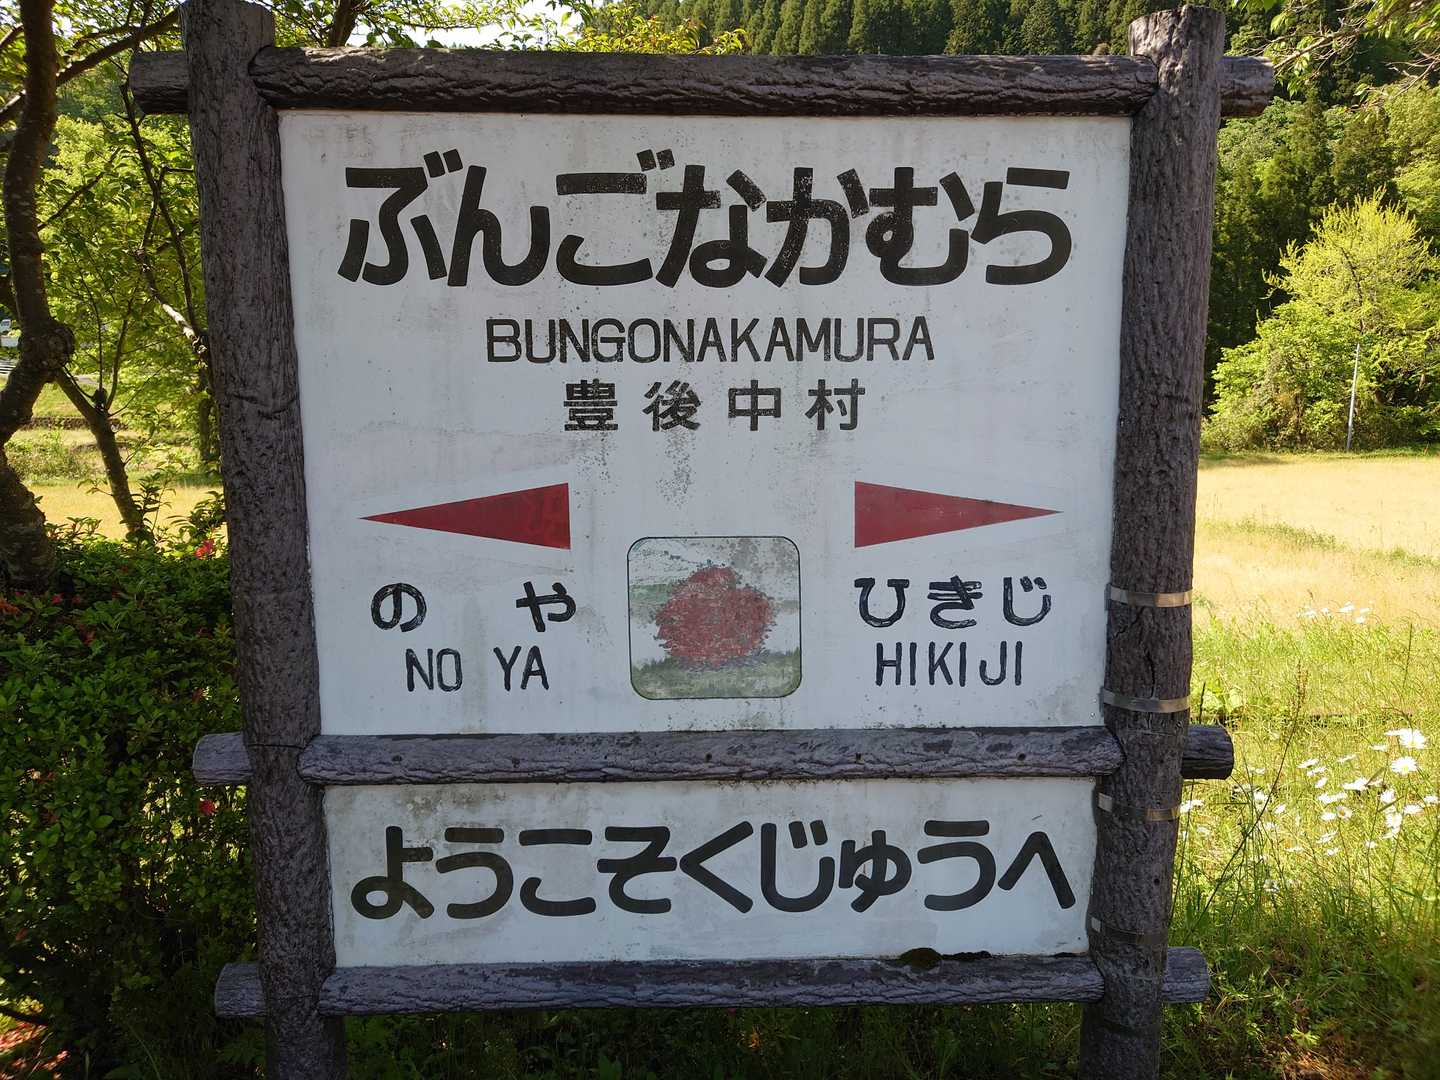 ぶんごなかむら
BUNGONAKAMURA
豊後中村
のや ひきじ
NO YA HIKIJI
ようこそくじゅうへ